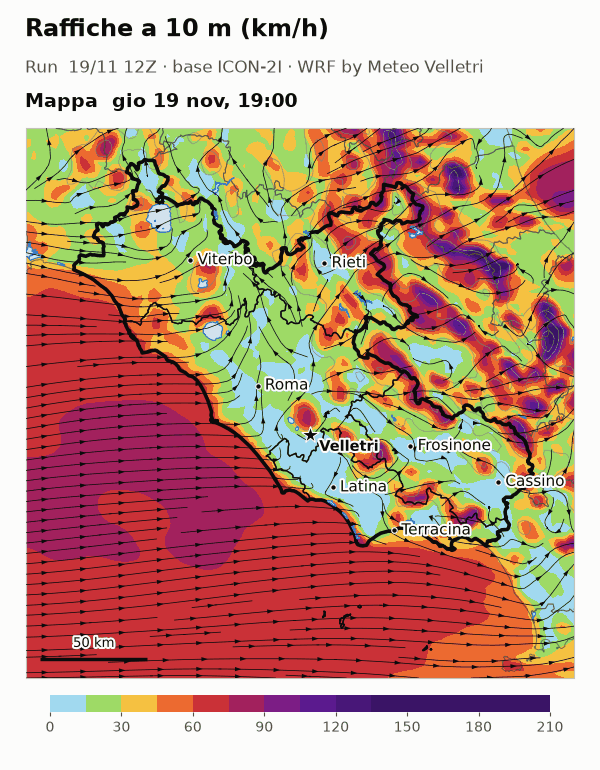 Raffiche a 10 m (km/h)
Run  19/11 12Z · base ICON-2I · WRF by Meteo Velletri
Mappa  gio 19 nov, 19:00
Viterbo
Rieti
Roma
Velletri
Frosinone
Cassino
Latina
Terracina
50 km
0 30 60 90 120 150 180 210